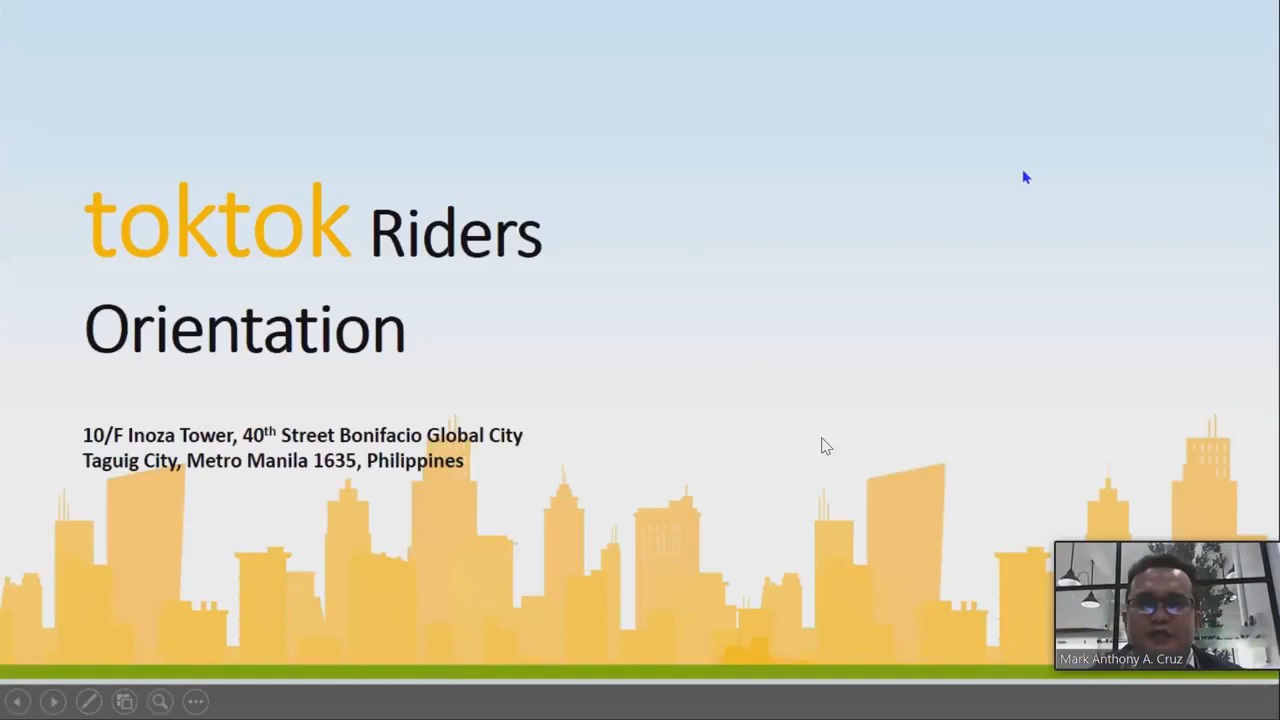 toktok Riders
Orientation
10/F Inoza Tower, 40th Street Bonifacio Global City
Taguig City, Metro Manila 1635, Philippines
Mark Anthony A. Cruz